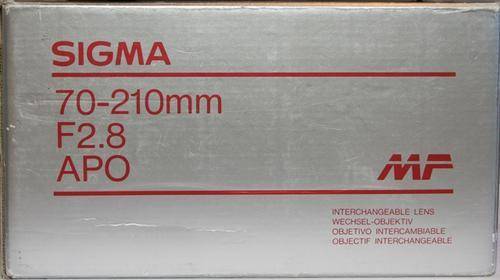 SIGMA
70-210mm
F2.8
APO
MF
INTERCHANGEABLE LENS
WECHSEL-OBJEKTIV
OBJETIVO INTERCAMBIABLE
OBJECTIF INTERCHANGEABLE